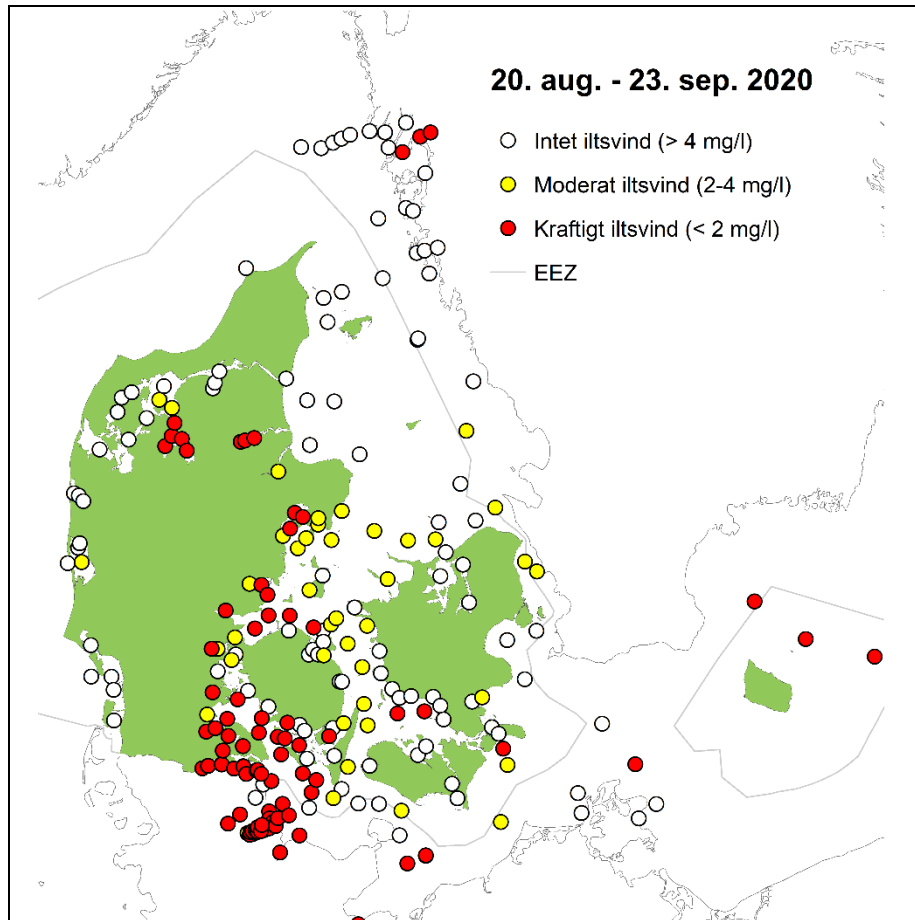 20. aug. - 23. sep. 2020
Intet iltsvind (> 4 mg/l)
Moderat iltsvind (2-4 mg/l)
Kraftigt iltsvind (< 2 mg/l)
EEZ